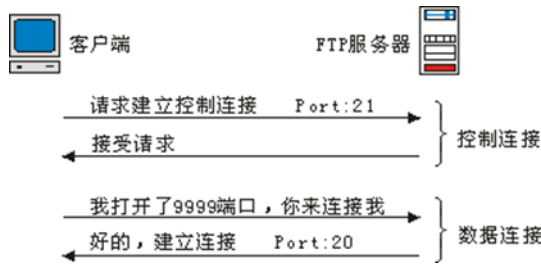 客户端 FTP服务器
请求建立控制连接 Port:21
接受请求
控制连接
我打开了9999端口，你来连接我
好的，建立连接 Port:20
数据连接